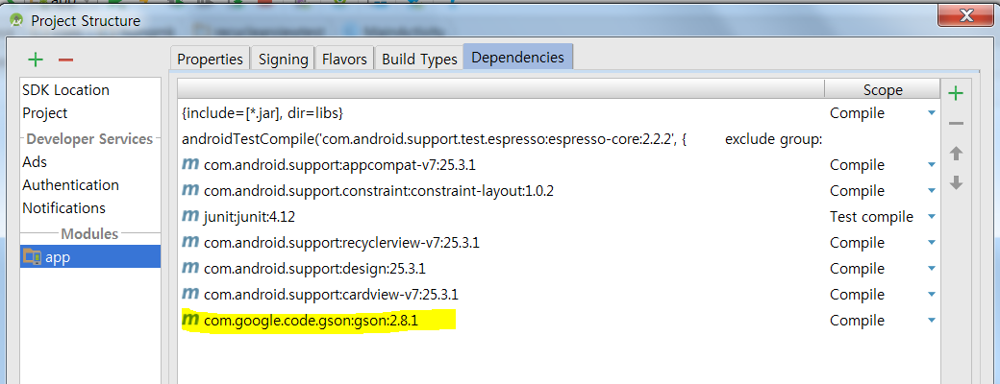 Project Structure
Properties
Signing
Flavors
Build Types
Dependencies
SDK Location
Project
Developer Services
Ads
Authentication
Notifications
Modules
app
Scope
{include=[*.jar], dir=libs} Compile
androidTestCompile('com.android.support.test.espresso:espresso-core:2.2.2', { exclude group:
m com.android.support:appcompat-v7:25.3.1 Compile
m com.android.support.constraint:constraint-layout:1.0.2 Compile
m junit:junit:4.12 Test compile
m com.android.support:recyclerview-v7:25.3.1 Compile
m com.android.support:design:25.3.1 Compile
m com.android.support:cardview-v7:25.3.1 Compile
m com.google.code.gson:gson:2.8.1 Compile